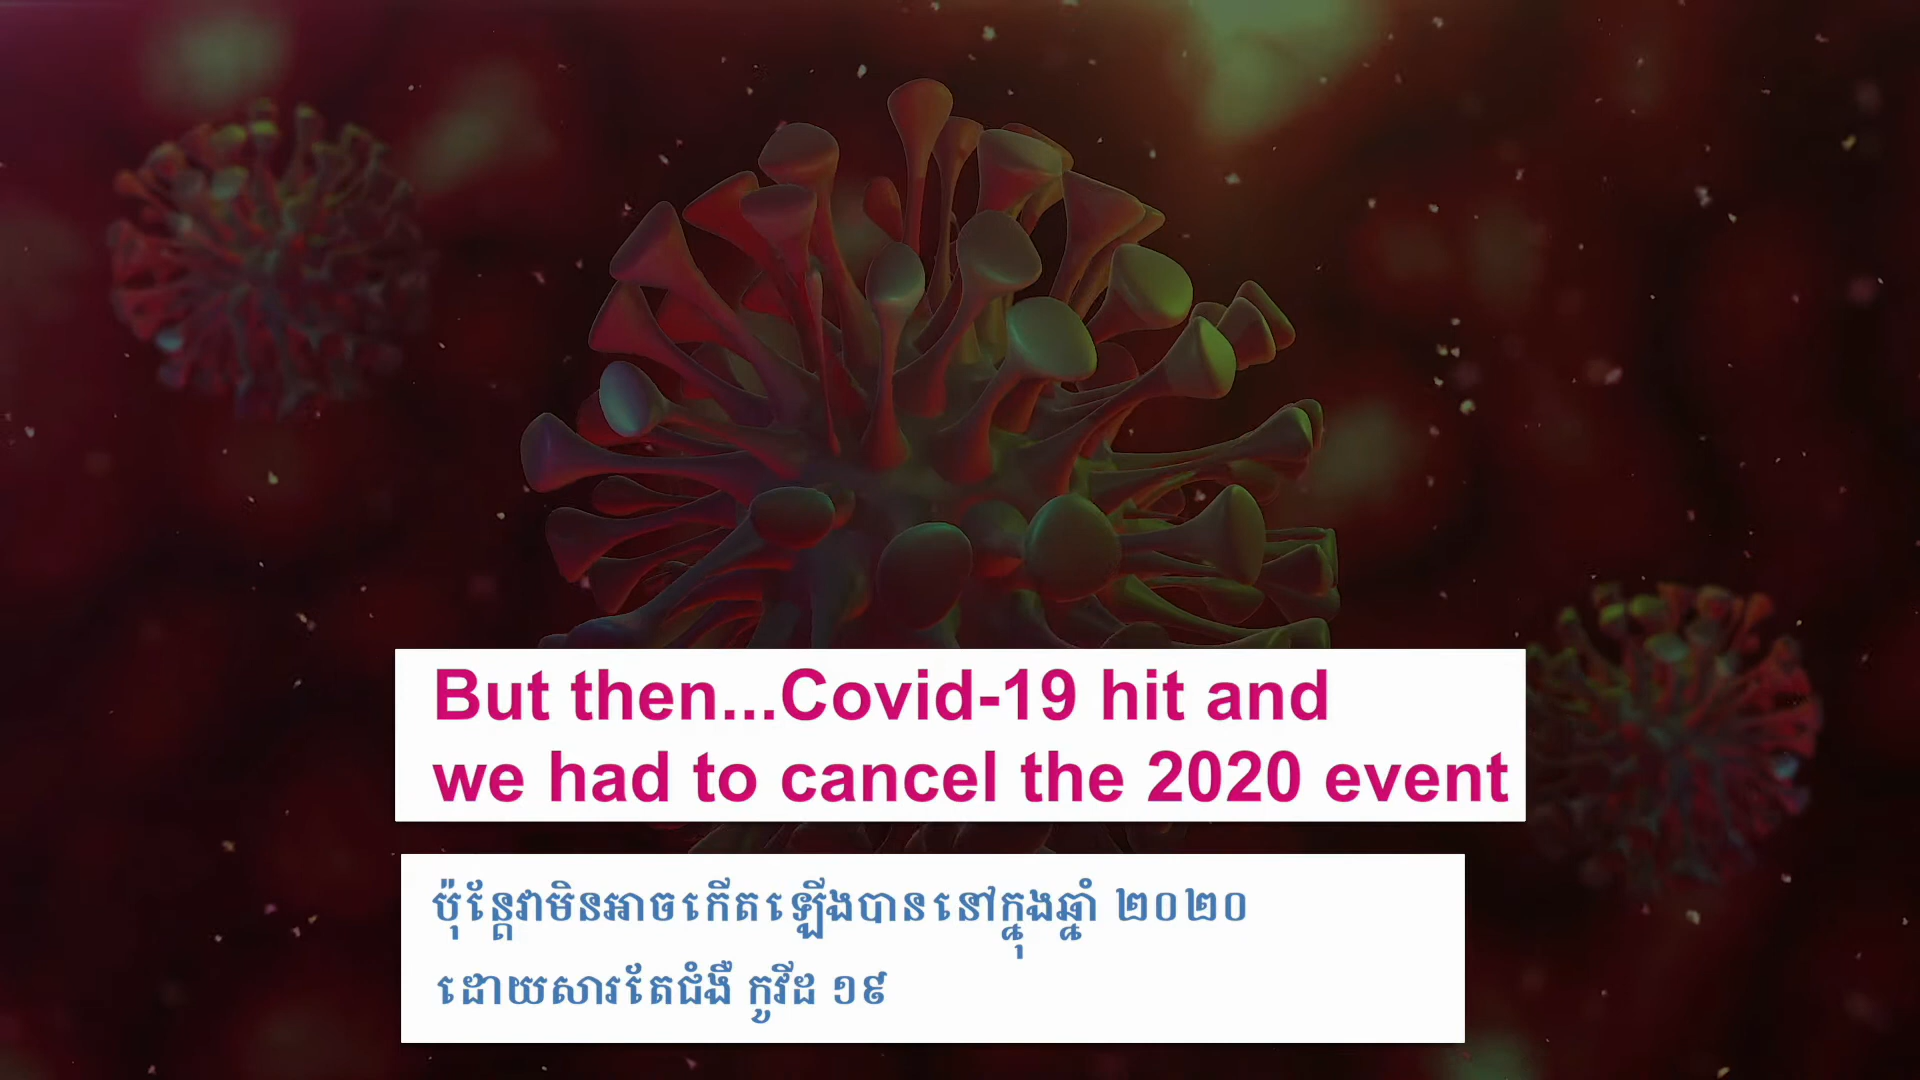 But then...Covid-19 hit and
we had to cancel the 2020 event
ប៉ុន្តែវាមិនអាចកើតឡើងបាននៅក្នុងឆ្នាំ ២០២០
ដោយសារតែជំងឺ កូវីដ ១៩